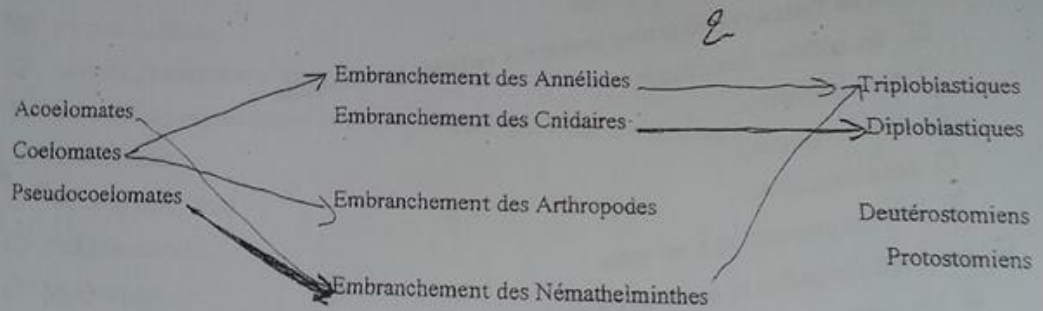 2
Embranchement des Annélides
Triploblastiques
Acoelomates
Embranchement des Cnidaires
Diploblastiques
Coelomates
Pseudocoelomates
Embranchement des Arthropodes
Deutérostomiens
Protostomiens
Embranchement des Némathelminthes